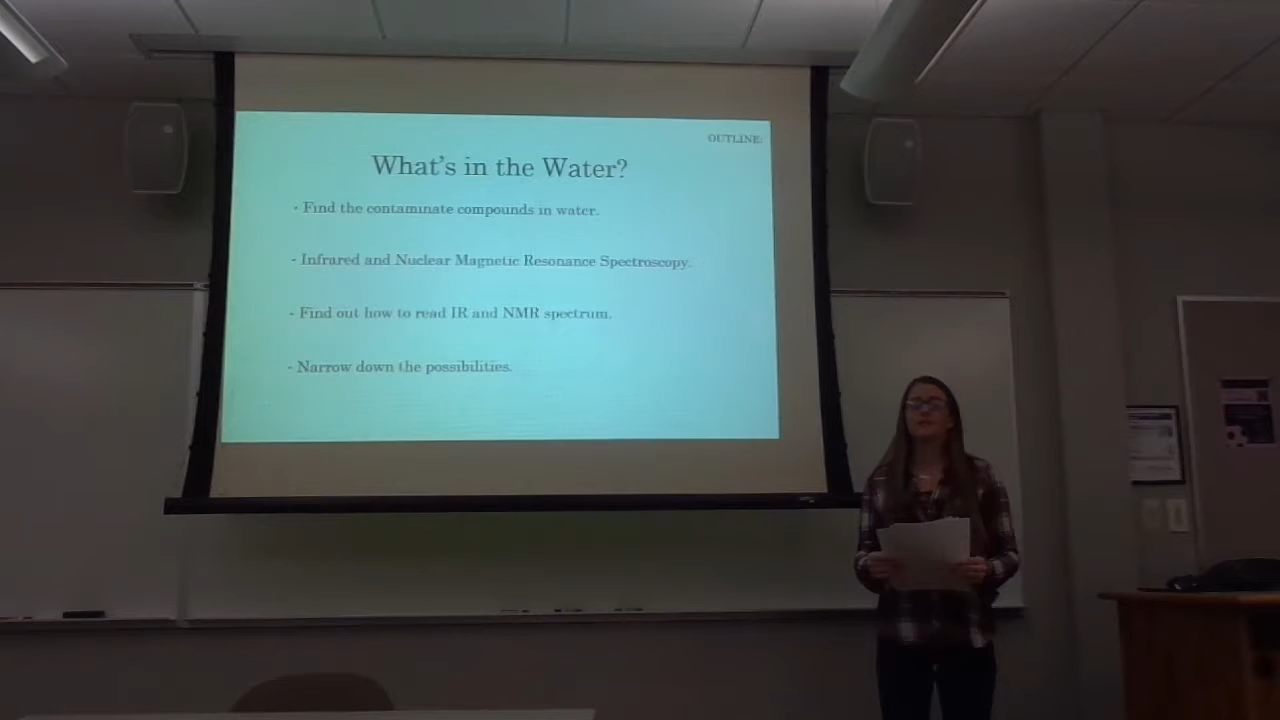 OUTLINE:
What's in the Water?
- Find the contaminate compounds in water.
- Infrared and Nuclear Magnetic Resonance Spectroscopy.
- Find out how to read IR and NMR spectrum.
- Narrow down the possibilities.